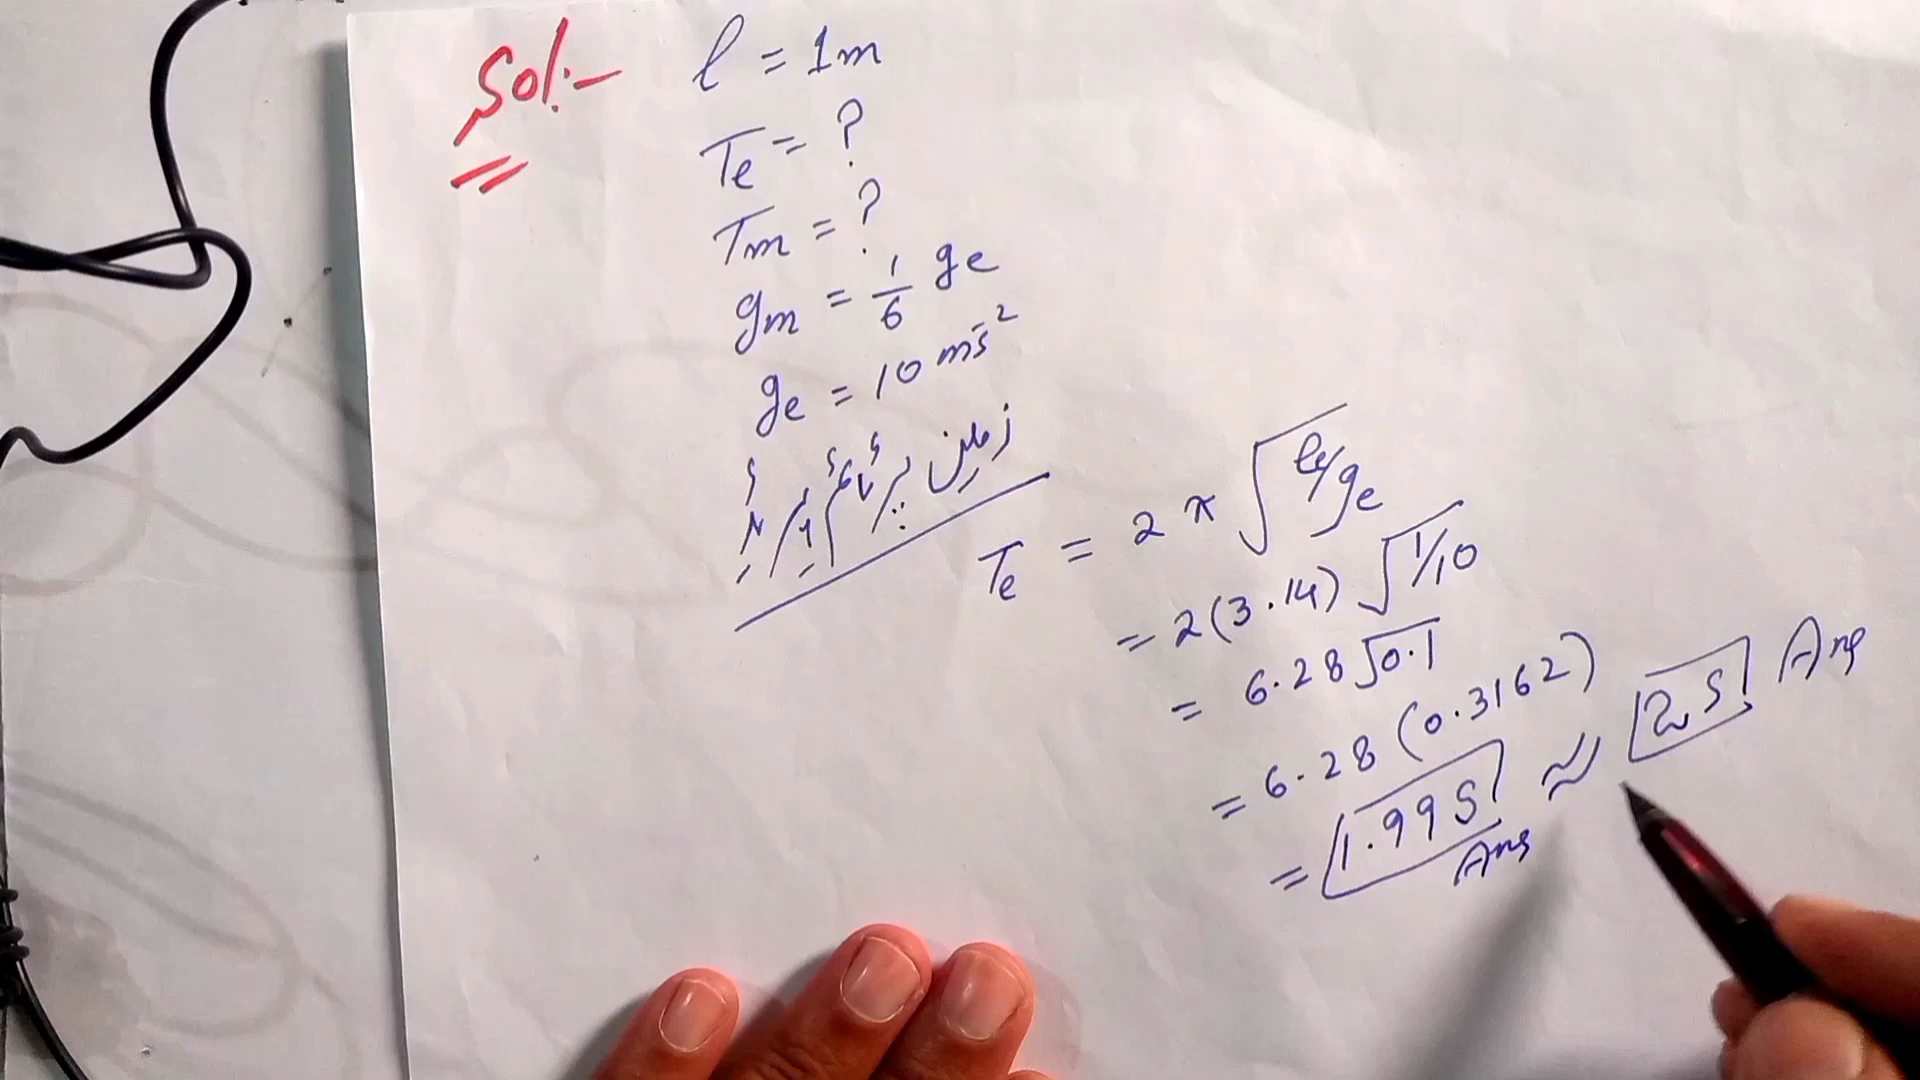 Sol:-
l = 1m
Te = ?
Tm = ?
gm = 1/6 ge
ge = 10 ms⁻²
زمین پر
Te = 2π √le/ge
= 2(3.14) √1/10
= 6.28 √0.1
= 6.28 (0.3162)
= 1.99 S ≈ 2 S Ans
Ans